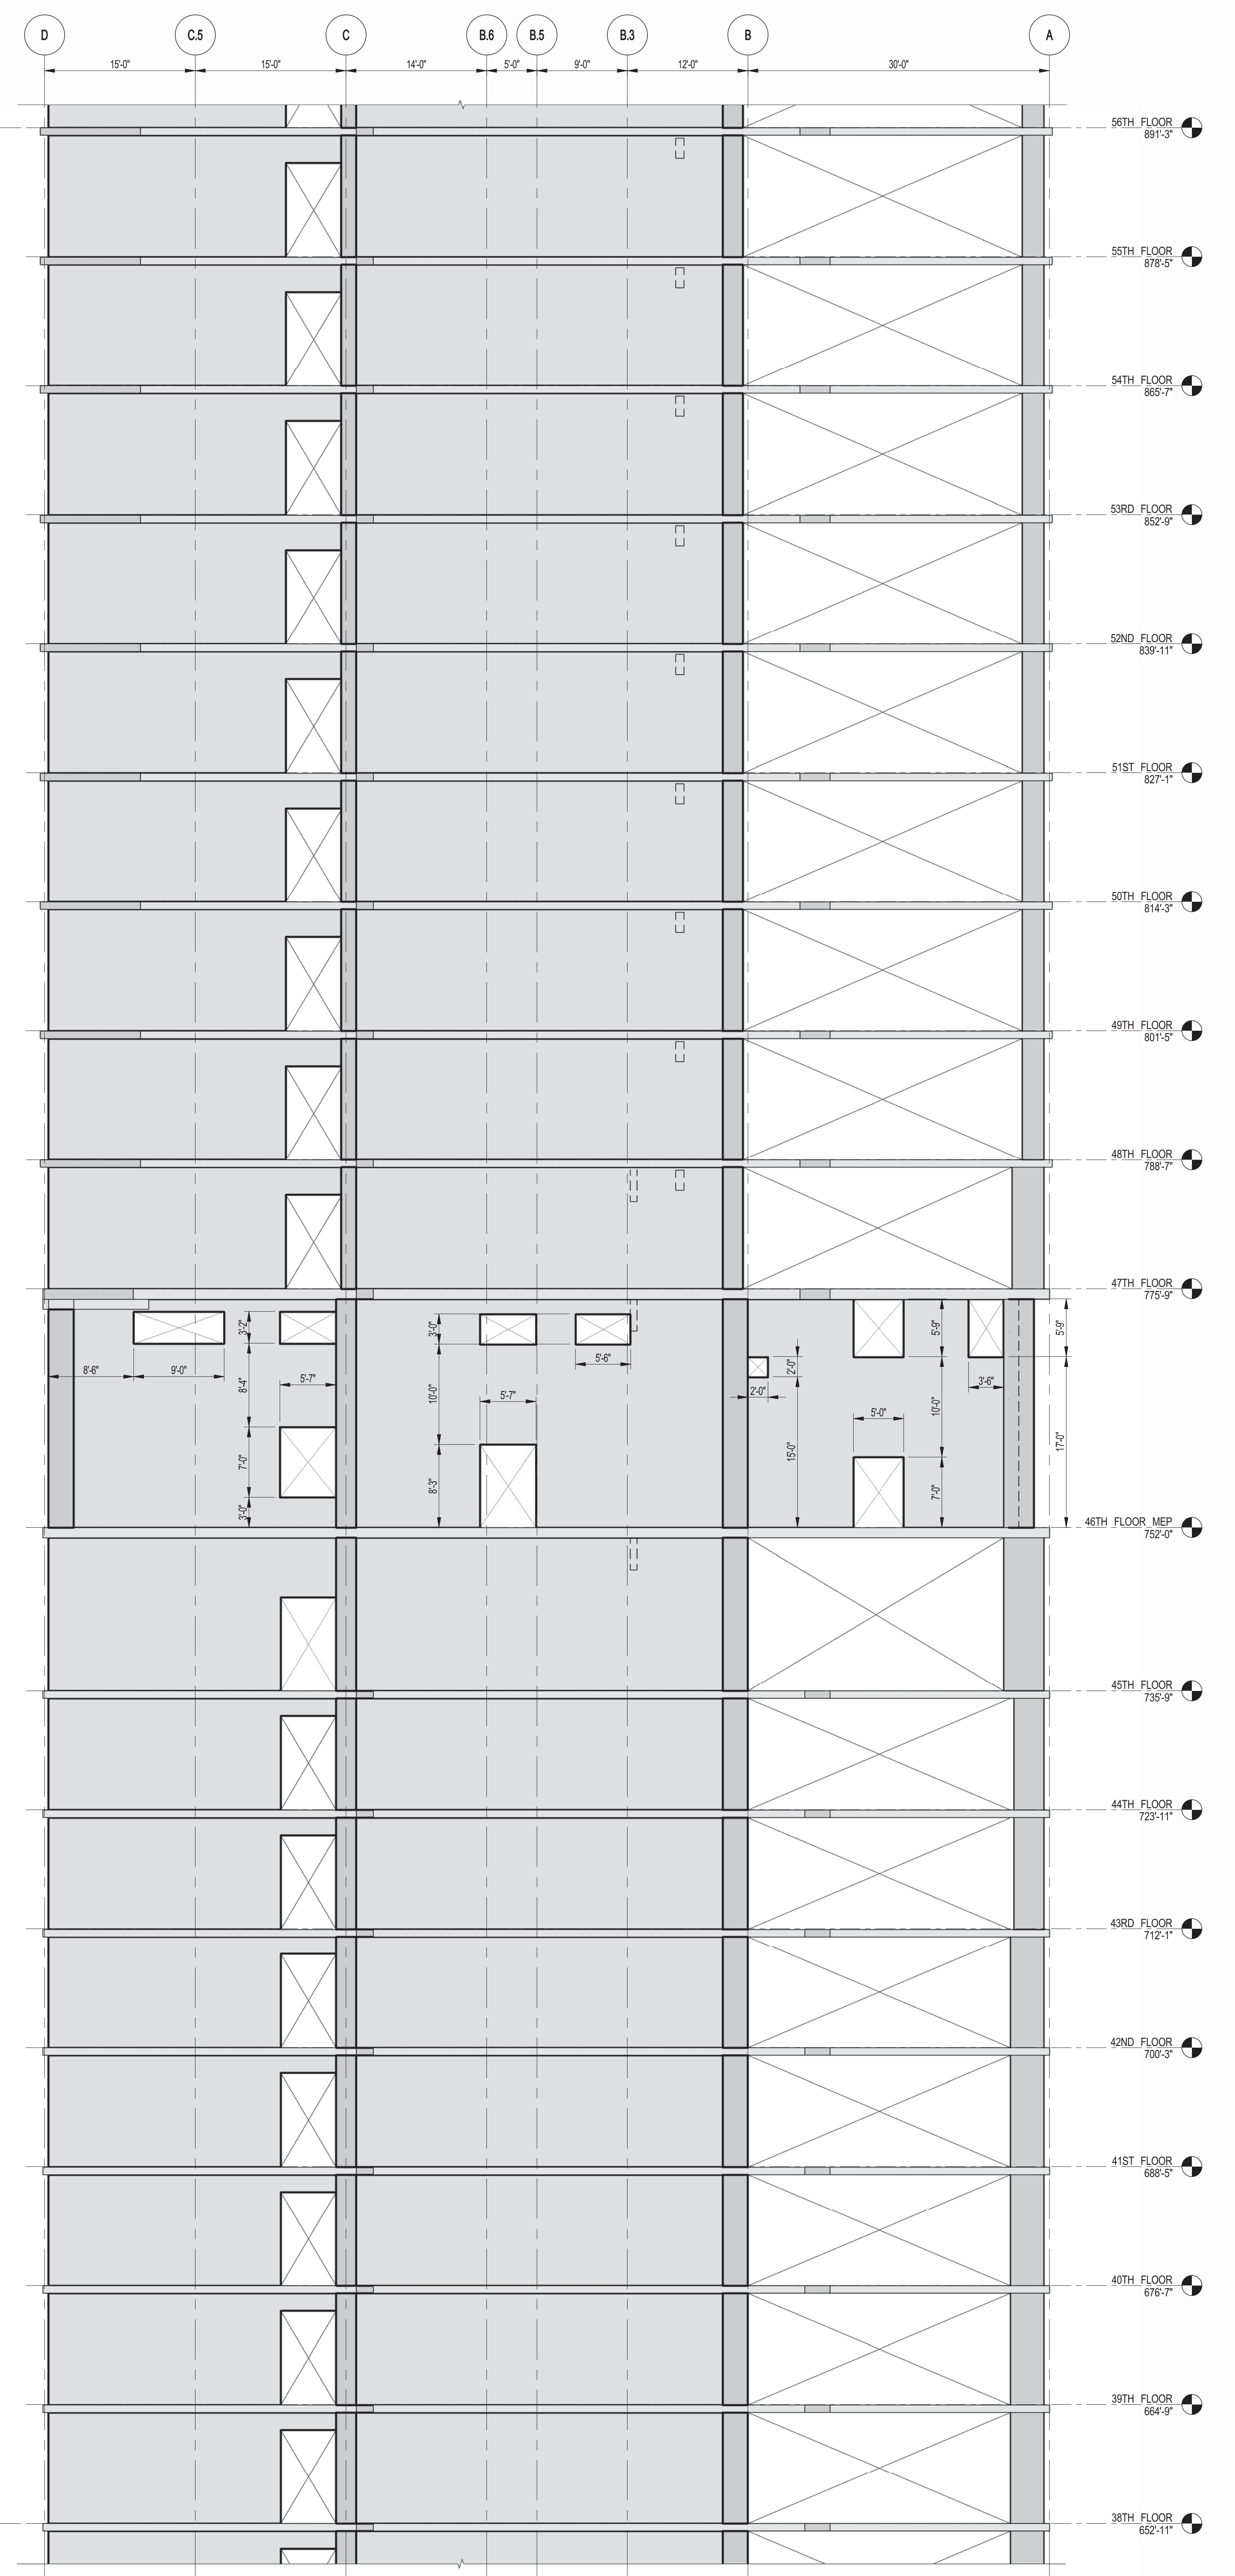 D C.5 C B.6 B.5 B.3 B A
15'-0" 15'-0" 14'-0" 5'-0" 9'-0" 12'-0" 30'-0"
56TH FLOOR
891'-3"
55TH FLOOR
878'-5"
54TH FLOOR
865'-7"
53RD FLOOR
852'-9"
52ND FLOOR
839'-11"
51ST FLOOR
827'-1"
50TH FLOOR
814'-3"
49TH FLOOR
801'-5"
48TH FLOOR
788'-7"
47TH FLOOR
775'-9"
3'-2"
3'-0"
5'-9"
5'-9"
8'-6"
9'-0"
5'-6"
2'-0"
5'-7"
8'-4"
5'-7"
10'-0"
2'-0"
3'-6"
5'-0"
10'-0"
17'-0"
7'-0"
8'-3"
15'-0"
7'-0"
3'-0"
46TH FLOOR MEP
752'-0"
45TH FLOOR
735'-9"
44TH FLOOR
723'-11"
43RD FLOOR
712'-1"
42ND FLOOR
700'-3"
41ST FLOOR
688'-5"
40TH FLOOR
676'-7"
39TH FLOOR
664'-9"
38TH FLOOR
652'-11"